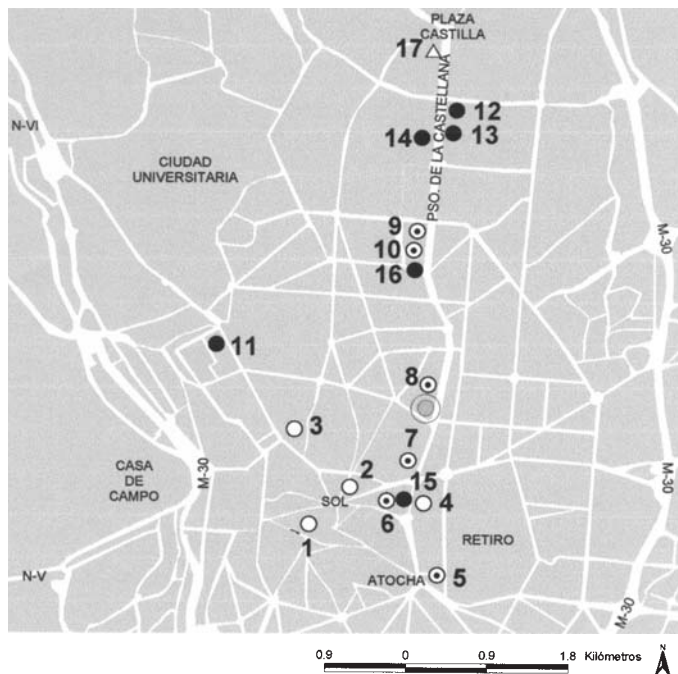 PLAZA
CASTILLA
17
N-VI
12
14
13
CIUDAD
UNIVERSITARIA
PSO. DE LA CASTELLANA
9
10
16
M-30
11
8
3
7
CASA
DE
CAMPO
M-30
2
15
SOL
6
4
M-30
1
RETIRO
N-V
ATOCHA
5
M-30
0.9 0 0.9 1.8 Kilómetros
N